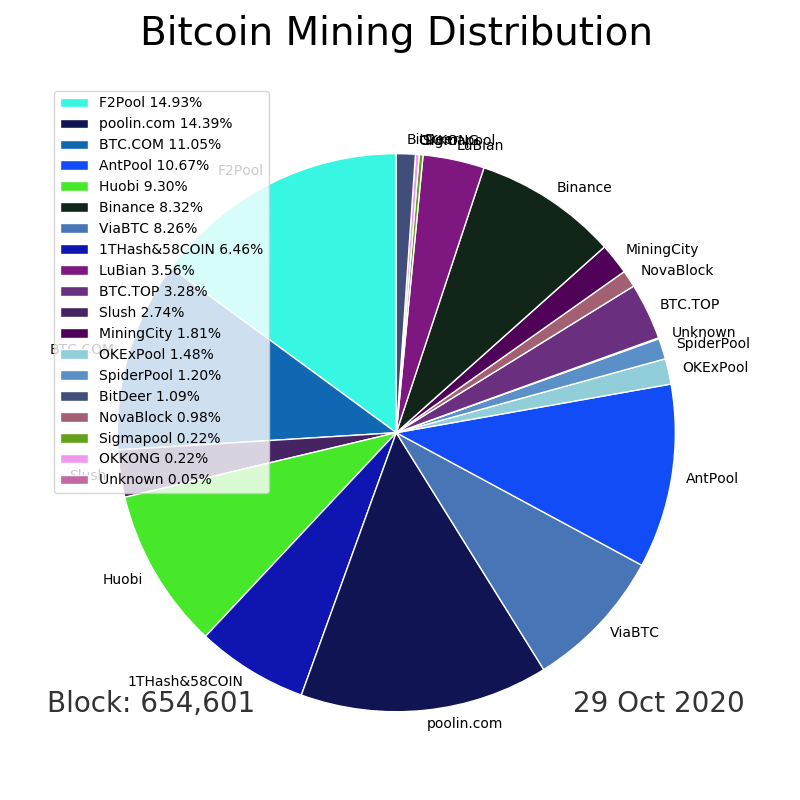 Bitcoin Mining Distribution
F2Pool 14.93%
poolin.com 14.39%
BTC.COM 11.05%
AntPool 10.67%
Huobi 9.30%
Binance 8.32%
ViaBTC 8.26%
1THash&58COIN 6.46%
LuBian 3.56%
BTC.TOP 3.28%
Slush 2.74%
MiningCity 1.81%
OKExPool 1.48%
SpiderPool 1.20%
BitDeer 1.09%
NovaBlock 0.98%
Sigmapool 0.22%
OKKONG 0.22%
Unknown 0.05%
F2Pool
BTC.COM
Slush
Huobi
1THash&58COIN
poolin.com
ViaBTC
AntPool
OKExPool
SpiderPool
Unknown
BTC.TOP
NovaBlock
MiningCity
Binance
LuBian
Sigmapool
OKKONG
BitDeer
Block: 654,601
29 Oct 2020